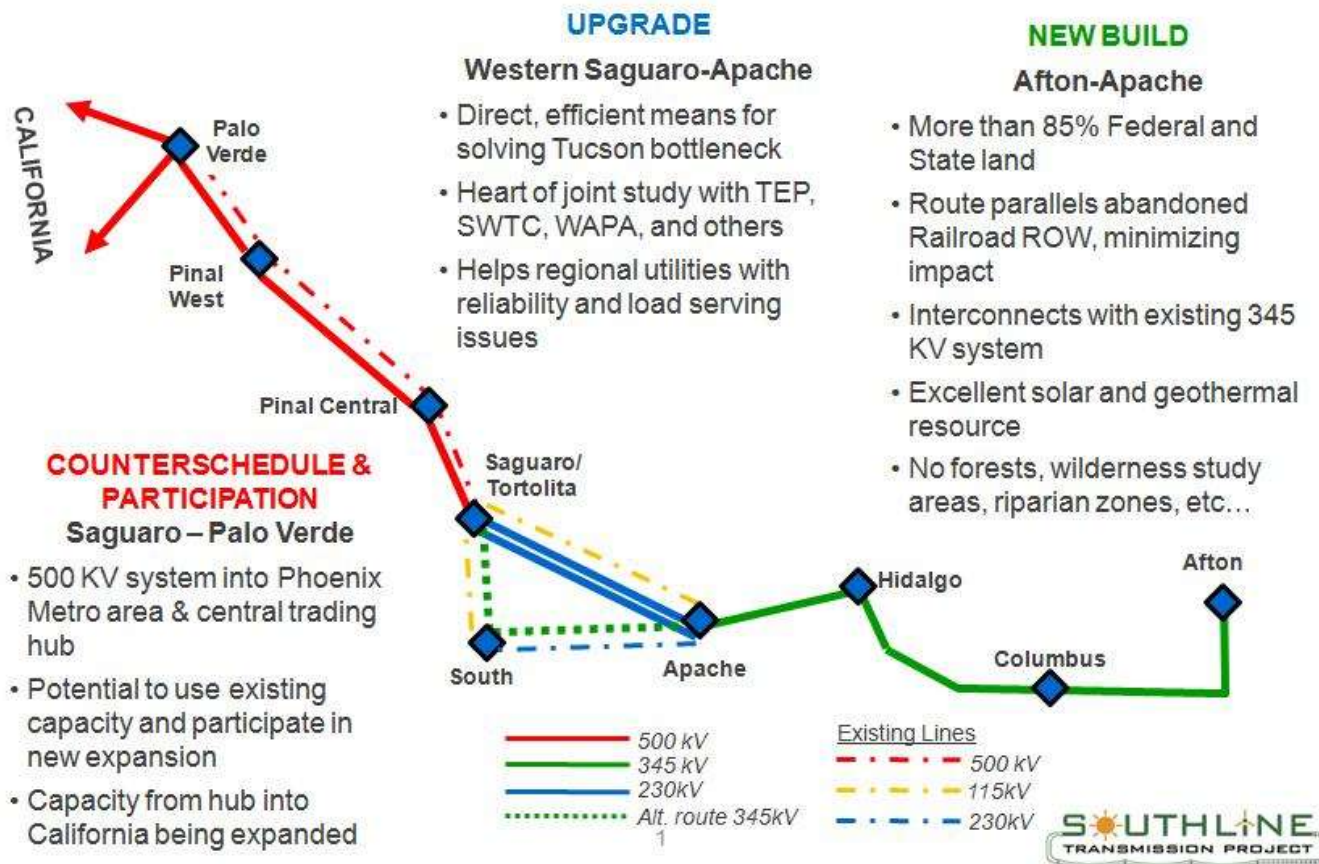 UPGRADE
Western Saguaro-Apache
• Direct, efficient means for
solving Tucson bottleneck
• Heart of joint study with TEP,
SWTC, WAPA, and others
• Helps regional utilities with
reliability and load serving
issues
NEW BUILD
Afton-Apache
• More than 85% Federal and
State land
• Route parallels abandoned
Railroad ROW, minimizing
impact
• Interconnects with existing 345
KV system
• Excellent solar and geothermal
resource
• No forests, wilderness study
areas, riparian zones, etc...
CALIFORNIA
Palo
Verde
Pinal
West
Pinal Central
Saguaro/
Tortolita
South
Apache
Hidalgo
Columbus
Afton
COUNTERSCHEDULE &
PARTICIPATION
Saguaro – Palo Verde
• 500 KV system into Phoenix
Metro area & central trading
hub
• Potential to use existing
capacity and participate in
new expansion
• Capacity from hub into
California being expanded
500 kV
345 kV
230kV
Alt. route 345kV
Existing Lines
500 kV
115kV
230kV
1
SOUTHLINE
TRANSMISSION PROJECT